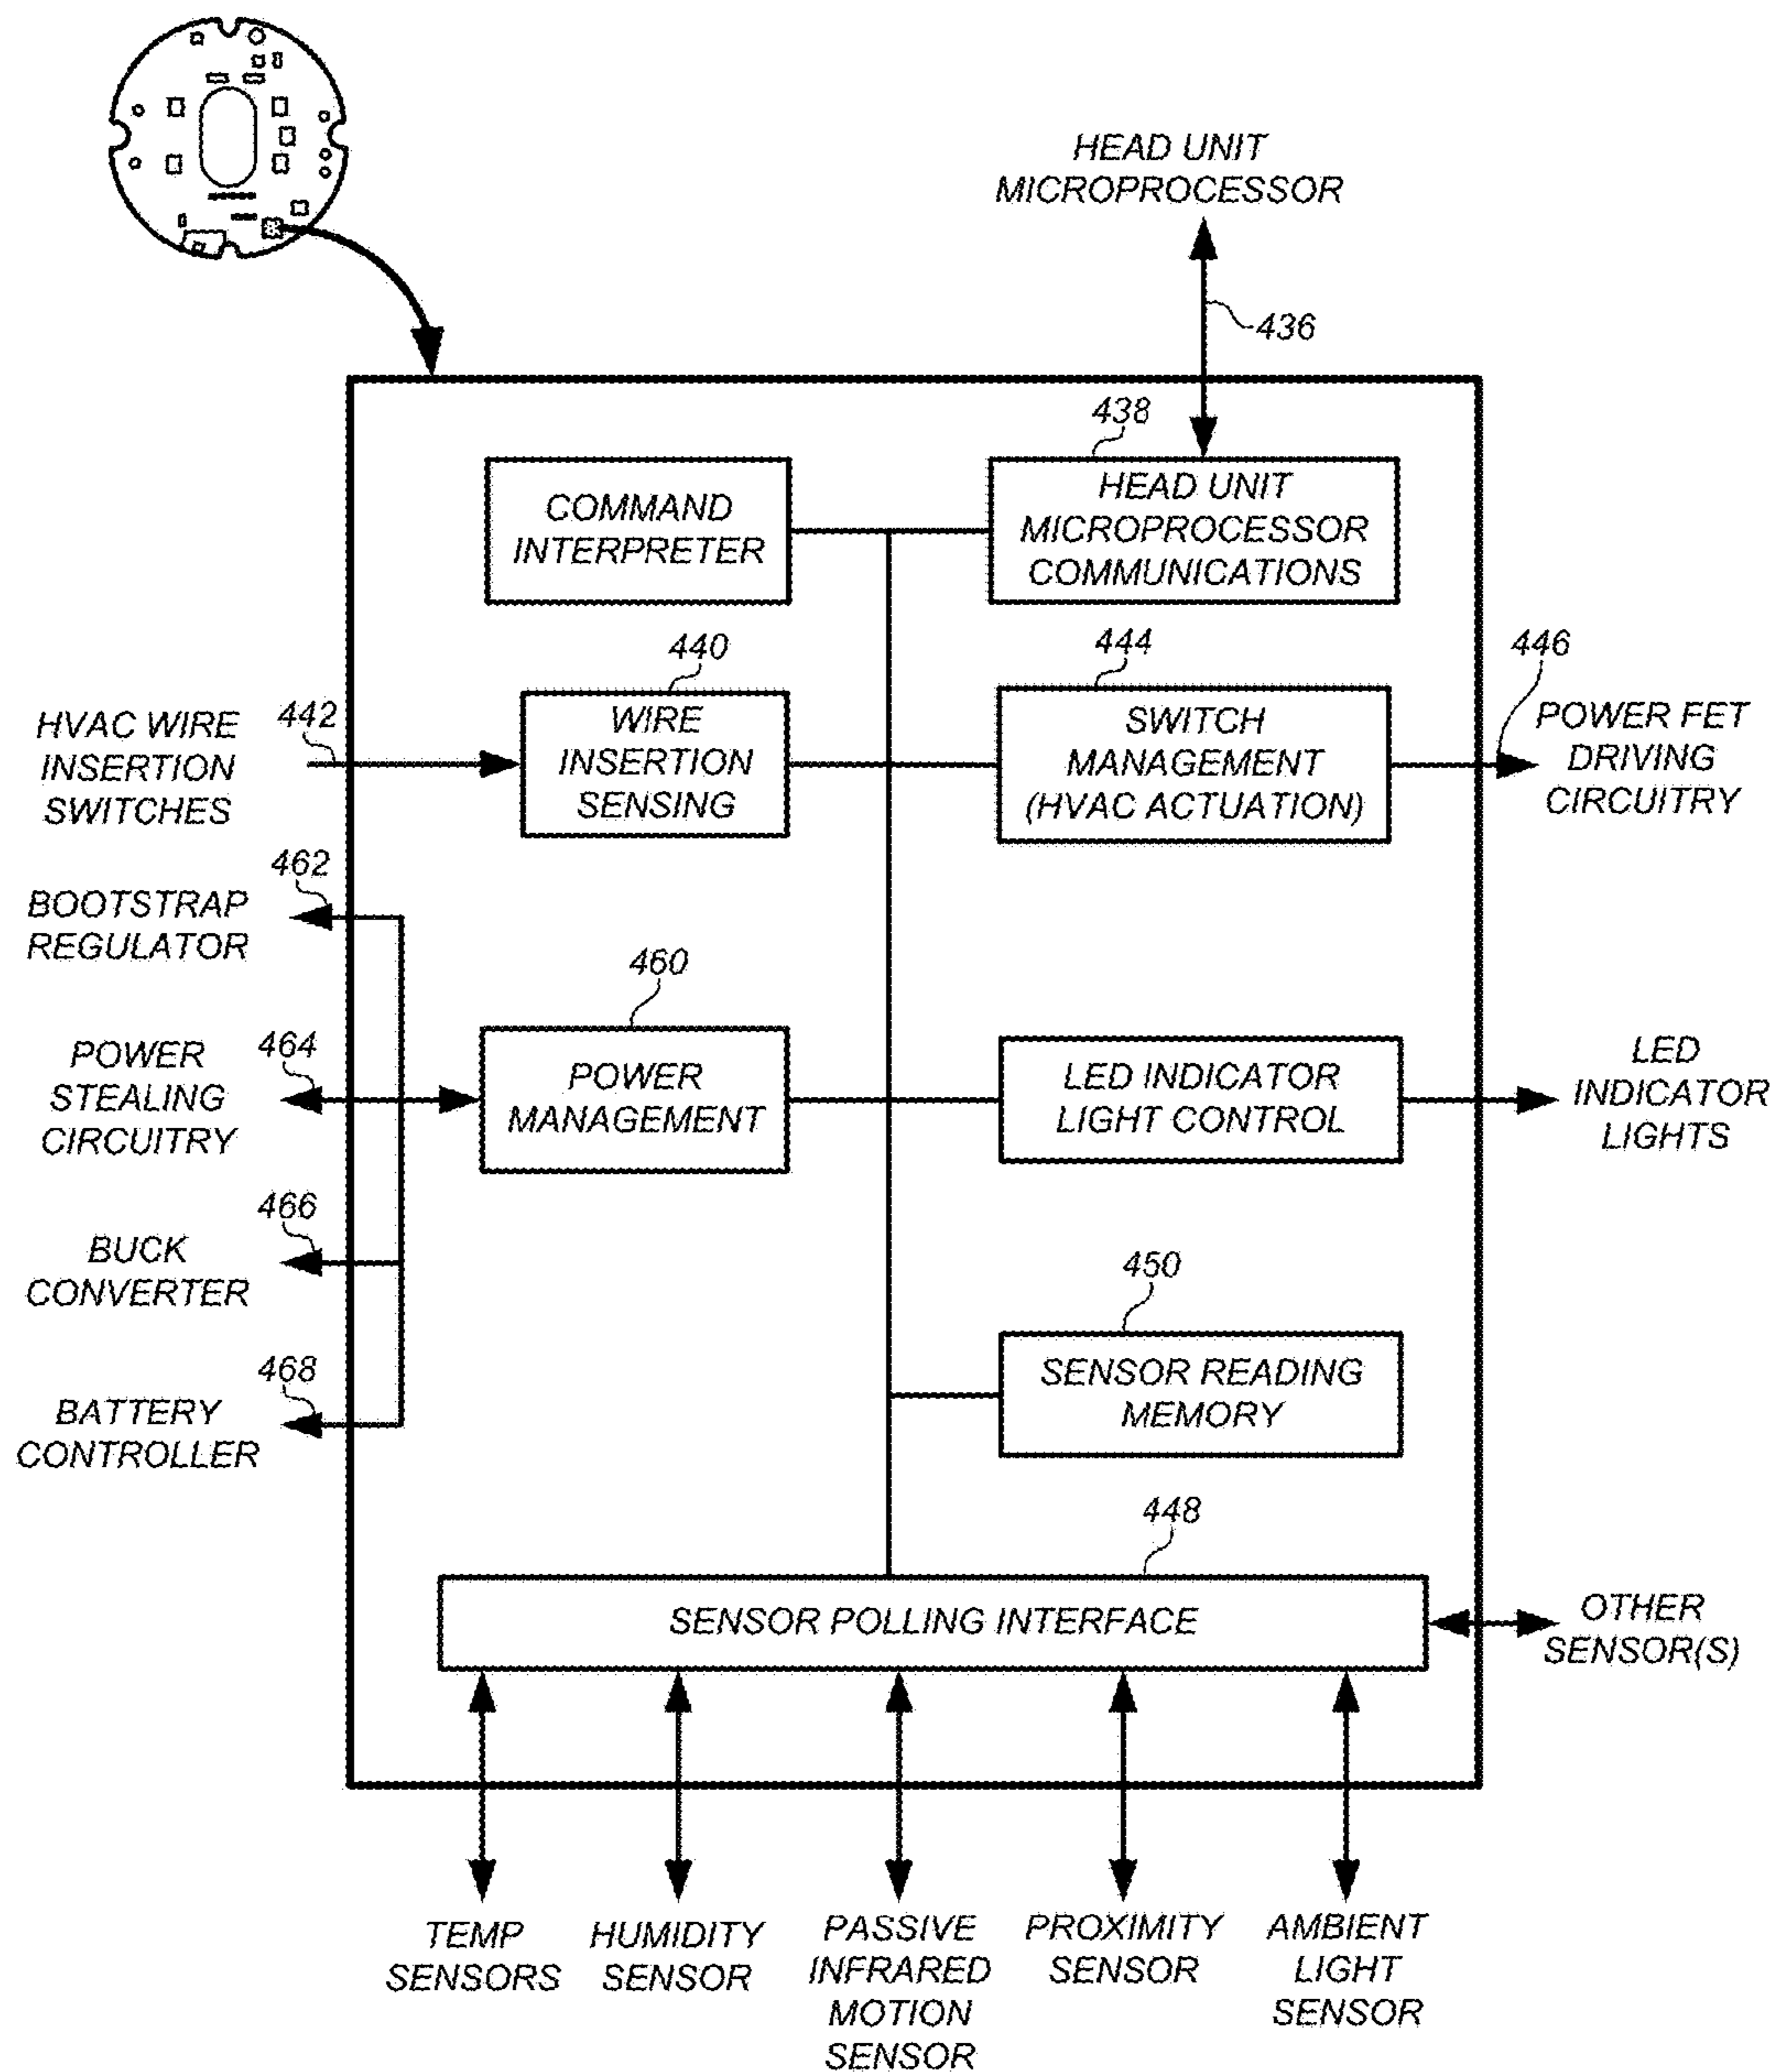 HEAD UNIT
MICROPROCESSOR
436
438
COMMAND
INTERPRETER
HEAD UNIT
MICROPROCESSOR
COMMUNICATIONS
440
444
446
HVAC WIRE
INSERTION
SWITCHES
442
WIRE
INSERTION
SENSING
SWITCH
MANAGEMENT
(HVAC ACTUATION)
POWER FET
DRIVING
CIRCUITRY
462
BOOTSTRAP
REGULATOR
460
464
POWER
STEALING
CIRCUITRY
POWER
MANAGEMENT
LED INDICATOR
LIGHT CONTROL
LED
INDICATOR
LIGHTS
466
BUCK
CONVERTER
450
SENSOR READING
MEMORY
468
BATTERY
CONTROLLER
448
SENSOR POLLING INTERFACE
OTHER
SENSOR(S)
TEMP
SENSORS
HUMIDITY
SENSOR
PASSIVE
INFRARED
MOTION
SENSOR
PROXIMITY
SENSOR
AMBIENT
LIGHT
SENSOR